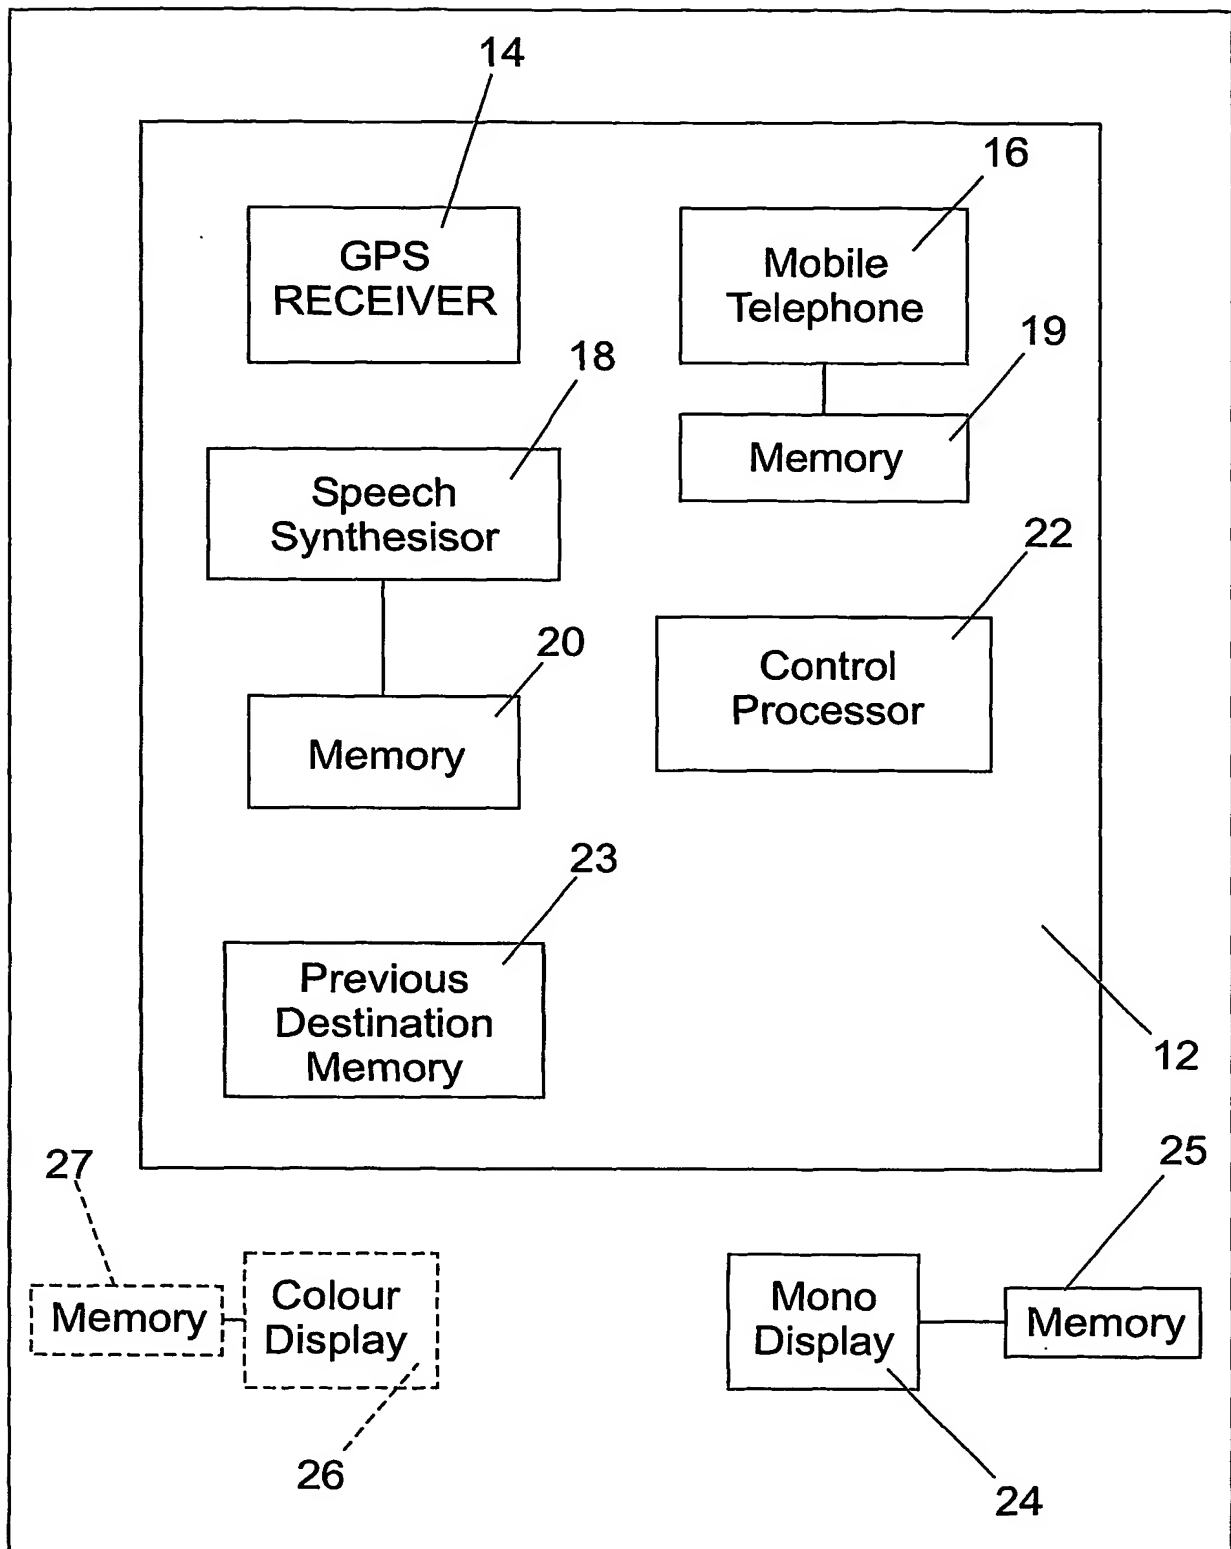 14
16
GPS
RECEIVER
Mobile
Telephone
18
19
Memory
Speech
Synthesisor
22
20
Control
Processor
Memory
23
Previous
Destination
Memory
12
27
25
Memory
Colour
Display
Mono
Display
Memory
26
24